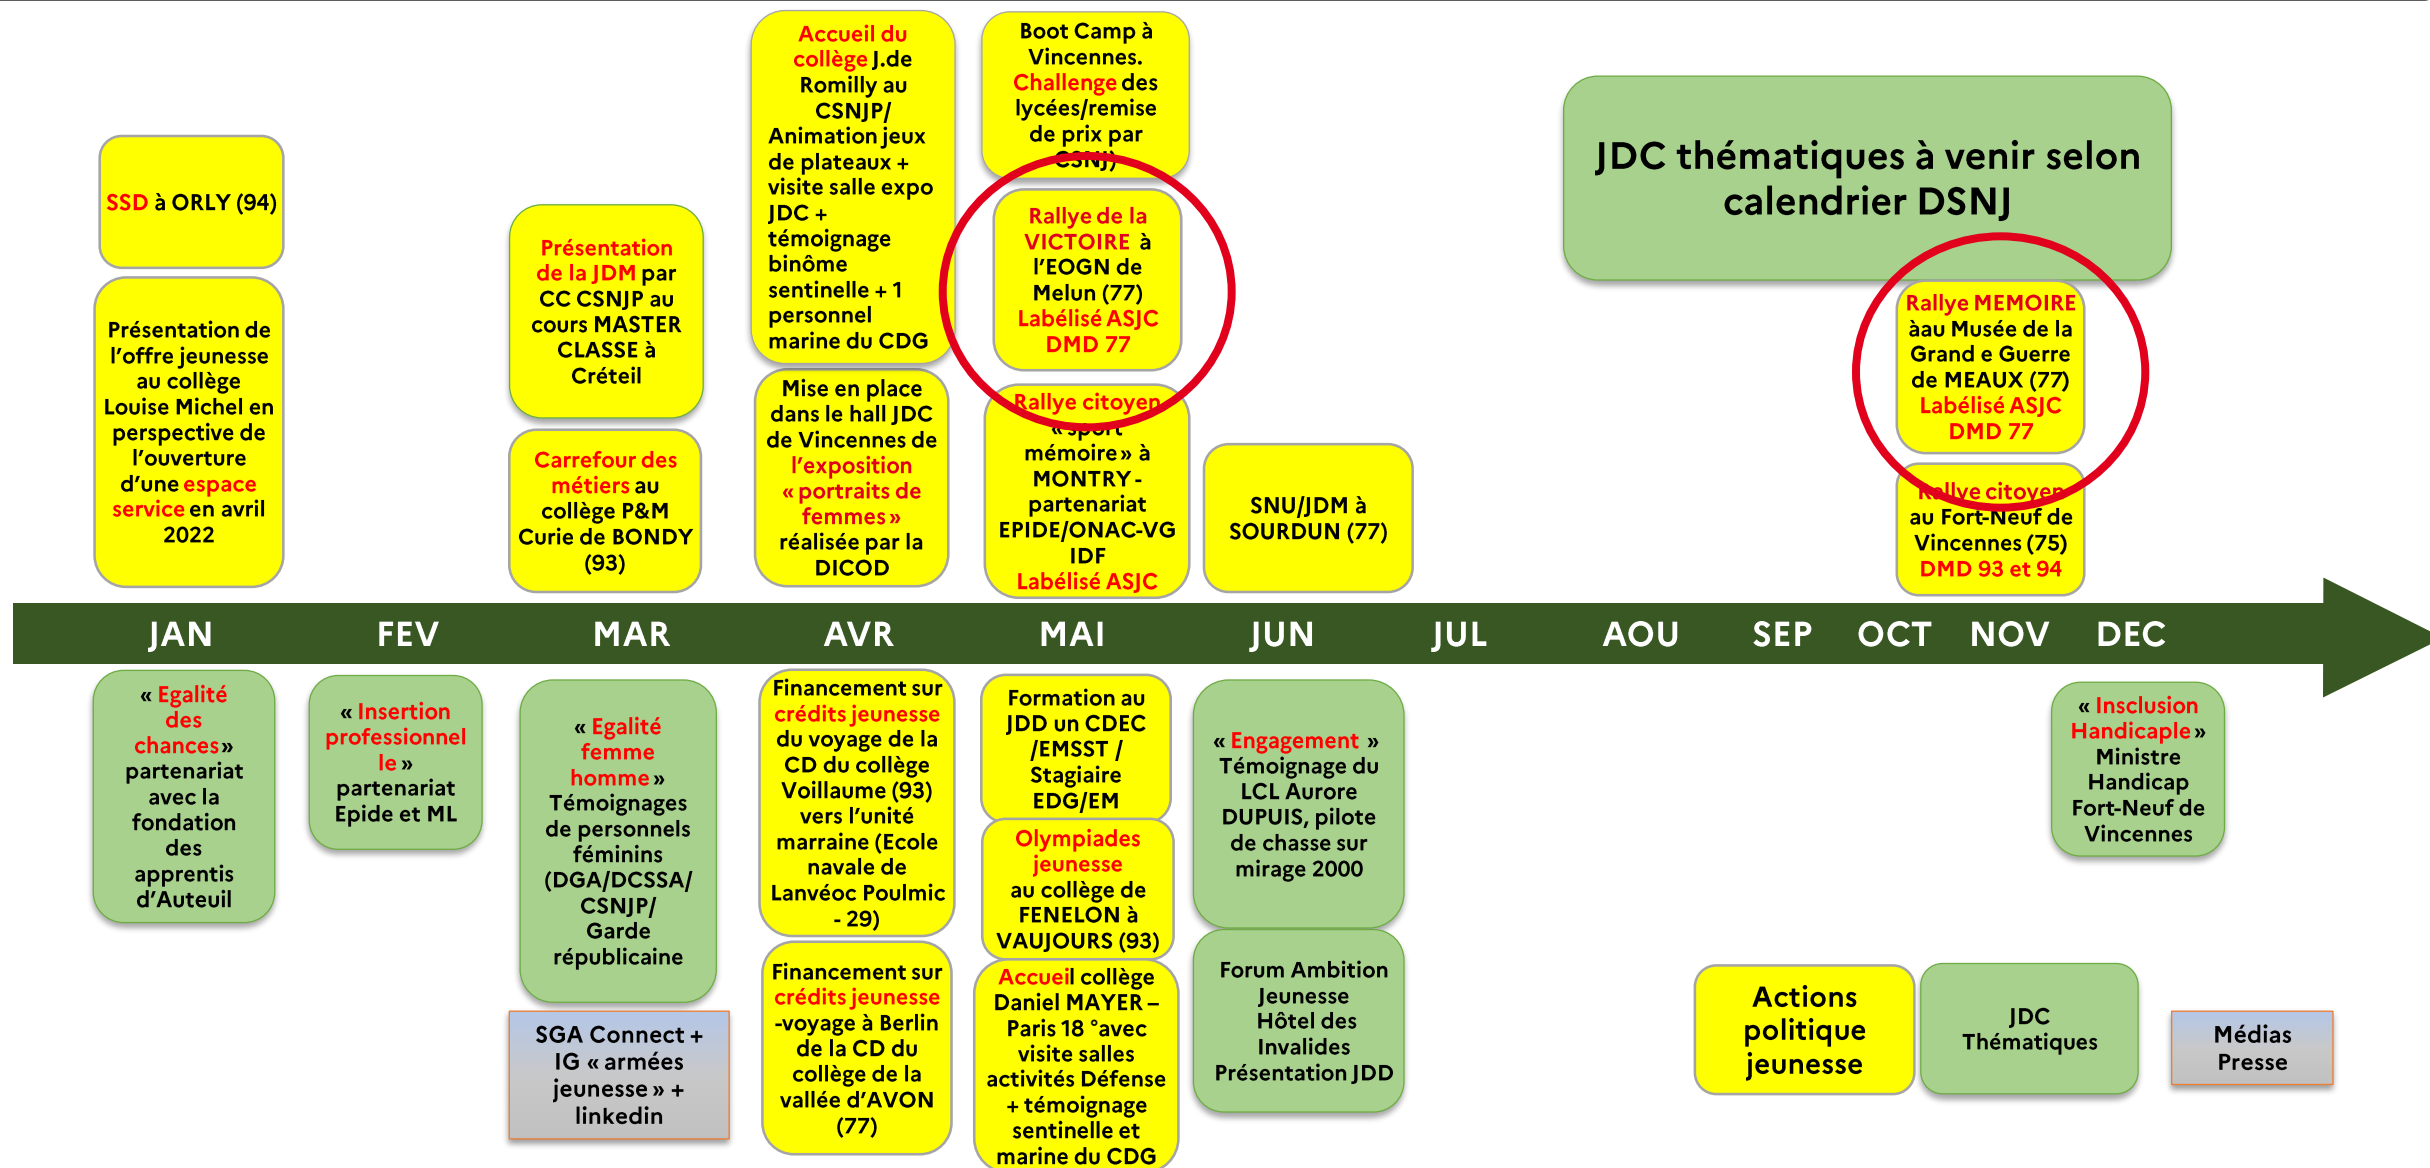 SSD à ORLY (94)
Présentation de
l'offre jeunesse
au collège
Louise Michel en
perspective de
l'ouverture
d'une espace
service en avril
2022
Présentation
de la JDM par
CC CSNJP au
cours MASTER
CLASSE à
Créteil
Carrefour des
métiers au
collège P&M
Curie de BONDY
(93)
Accueil du
collège J.de
Romilly au
CSNJP/
Animation jeux
de plateaux +
visite salle expo
JDC +
témoignage
binôme
sentinelle + 1
personnel
marine du CDG
Mise en place
dans le hall JDC
de Vincennes de
l'exposition
« portraits de
femmes »
réalisée par la
DICOD
Boot Camp à
Vincennes.
Challenge des
lycées/remise
de prix par
CSNJ)
Rallye de la
VICTOIRE à
l'EOGN de
Melun (77)
Labélisé ASJC
DMD 77
Rallye citoyen
« sport
mémoire » à
MONTRY -
partenariat
EPIDE/ONAC-VG
IDF
Labélisé ASJC
SNU/JDM à
SOURDUN (77)
JDC thématiques à venir selon
calendrier DSNJ
Rallye MEMOIRE
àau Musée de la
Grand e Guerre
de MEAUX (77)
Labélisé ASJC
DMD 77
Rallye citoyen
au Fort-Neuf de
Vincennes (75)
DMD 93 et 94
JAN FEV MAR AVR MAI JUN JUL AOU SEP OCT NOV DEC
« Egalité
des
chances»
partenariat
avec la
fondation
des
apprentis
d'Auteuil
« Insertion
professionnel
le »
partenariat
Epide et ML
« Egalité
femme
homme »
Témoignages
de personnels
féminins
(DGA/DCSSA/
CSNJP/
Garde
républicaine
SGA Connect +
IG « armées
jeunesse » +
linkedin
Financement sur
crédits jeunesse
du voyage de la
CD du collège
Voillaume (93)
vers l'unité
marraine (Ecole
navale de
Lanvéoc Poulmic
- 29)
Financement sur
crédits jeunesse
-voyage à Berlin
de la CD du
collège de la
vallée d'AVON
(77)
Formation au
JDD un CDEC
/EMSST /
Stagiaire
EDG/EM
Olympiades
jeunesse
au collège de
FENELON à
VAUJOURS (93)
Accueil collège
Daniel MAYER –
Paris 18 °avec
visite salles
activités Défense
+ témoignage
sentinelle et
marine du CDG
« Engagement »
Témoignage du
LCL Aurore
DUPUIS, pilote
de chasse sur
mirage 2000
Forum Ambition
Jeunesse
Hôtel des
Invalides
Présentation JDD
« Insclusion
Handicaple »
Ministre
Handicap
Fort-Neuf de
Vincennes
Actions
politique
jeunesse
JDC
Thématiques
Médias
Presse